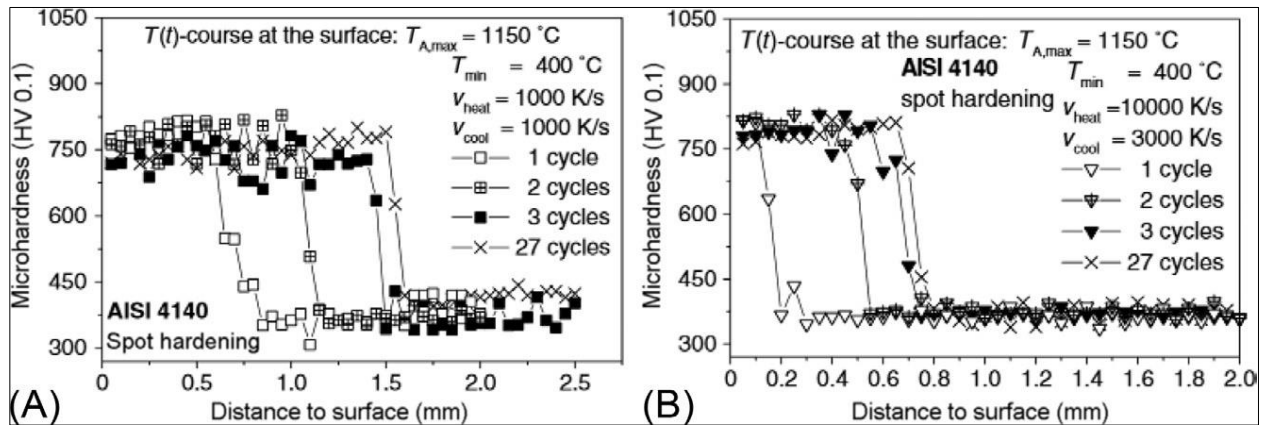 1050
900
750
600
450
300
Microhardness (HV 0.1)
T(t)-course at the surface: T_A,max = 1150 °C
T_min = 400 °C
v_heat = 1000 K/s
v_cool = 1000 K/s
1 cycle
2 cycles
3 cycles
27 cycles
AISI 4140
Spot hardening
0 0.5 1.0 1.5 2.0 2.5
Distance to surface (mm)
(A)
1050
900
750
600
450
300
Microhardness (HV 0.1)
T(t)-course at the surface: T_A,max = 1150 °C
AISI 4140
spot hardening
T_min = 400 °C
v_heat =10000 K/s
v_cool = 3000 K/s
1 cycle
2 cycles
3 cycles
27 cycles
0 0.2 0.4 0.6 0.8 1.0 1.2 1.4 1.6 1.8 2.0
Distance to surface (mm)
(B)